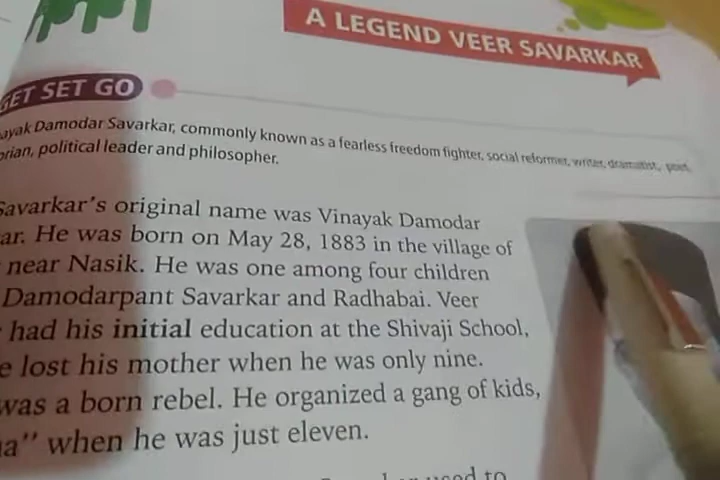 A LEGEND VEER SAVARKAR
GET SET GO
ayak Damodar Savarkar, commonly known as a fearless freedom fighter, social reformer, writer, dramatist, poet,
orian, political leader and philosopher.
Savarkar's original name was Vinayak Damodar
ar. He was born on May 28, 1883 in the village of
near Nasik. He was one among four children
Damodarpant Savarkar and Radhabai. Veer
had his initial education at the Shivaji School,
e lost his mother when he was only nine.
was a born rebel. He organized a gang of kids,
a" when he was just eleven.
used to